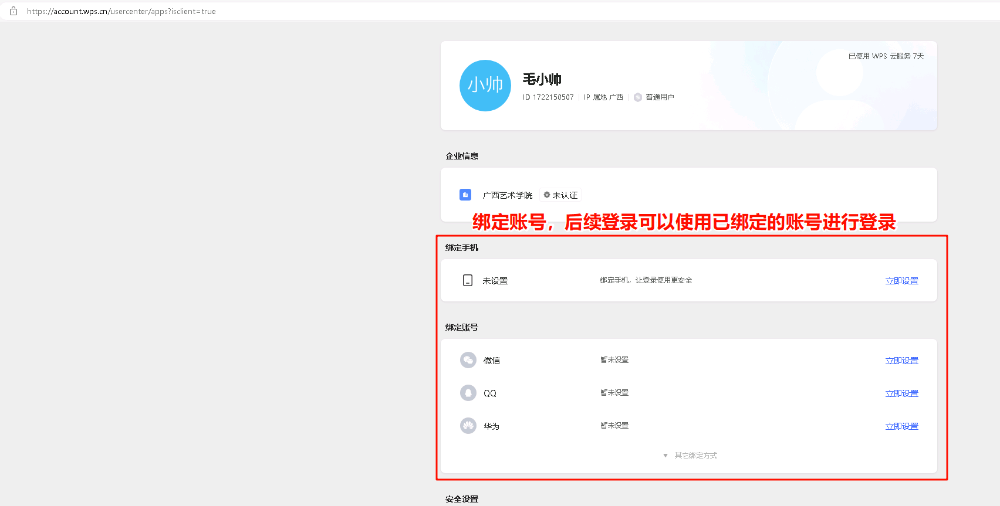 https://account.wps.cn/usercenter/apps?isclient=true
已使用 WPS 云服务 7天
小帅
毛小帅
ID 1722150507 IP 属地 广西 普通用户
企业信息
广西艺术学院 未认证
绑定账号，后续登录可以使用已绑定的账号进行登录
绑定手机
未设置 绑定手机，让登录使用更安全 立即设置
绑定账号
微信 暂未设置 立即设置
QQ 暂未设置 立即设置
华为 暂未设置 立即设置
其它绑定方式
安全设置